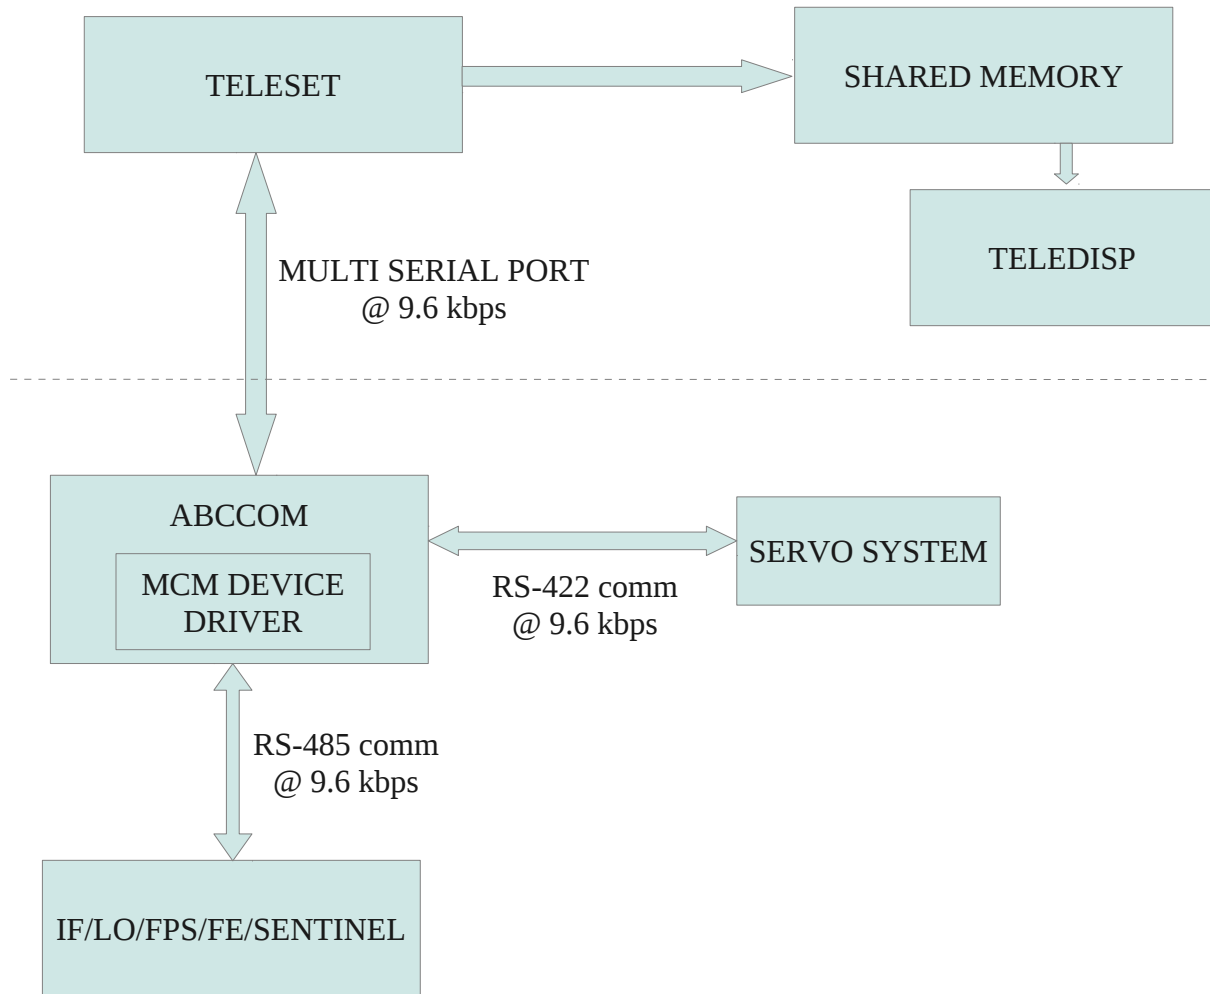 TELESET
SHARED MEMORY
TELEDISP
MULTI SERIAL PORT
@ 9.6 kbps
ABCCOM
MCM DEVICE
DRIVER
SERVO SYSTEM
RS-422 comm
@ 9.6 kbps
RS-485 comm
@ 9.6 kbps
IF/LO/FPS/FE/SENTINEL